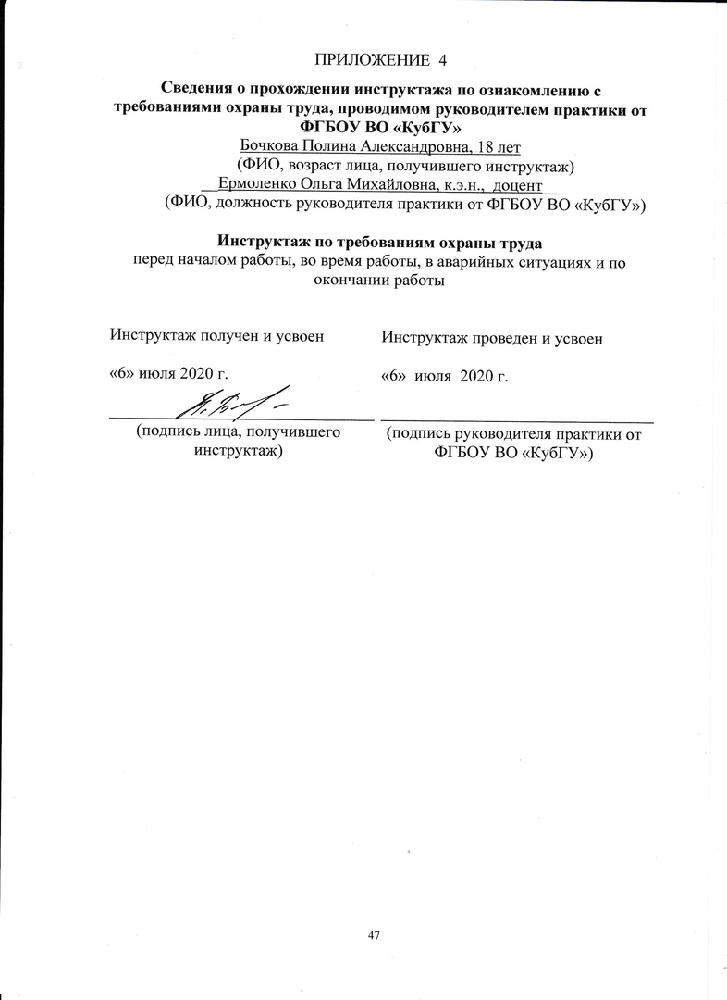 ПРИЛОЖЕНИЕ 4
Сведения о прохождении инструктажа по ознакомлению с
требованиями охраны труда, проводимом руководителем практики от
ФГБОУ ВО «КубГУ»
Бочкова Полина Александровна, 18 лет
(ФИО, возраст лица, получившего инструктаж)
Ермоленко Ольга Михайловна, к.э.н., доцент
(ФИО, должность руководителя практики от ФГБОУ ВО «КубГУ»)
Инструктаж по требованиям охраны труда
перед началом работы, во время работы, в аварийных ситуациях и по
окончании работы
Инструктаж получен и усвоен
«6» июля 2020 г.
(подпись лица, получившего
инструктаж)
Инструктаж проведен и усвоен
«6» июля 2020 г.
(подпись руководителя практики от
ФГБОУ ВО «КубГУ»)
47